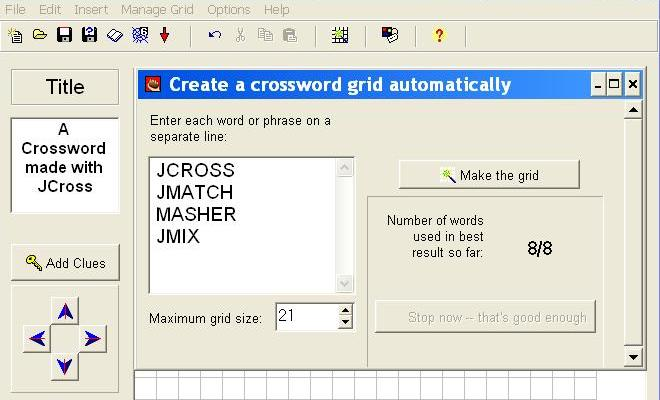 File Edit Insert Manage Grid Options Help
?
Title
A
Crossword
made with
JCross
Add Clues
Create a crossword grid automatically
Enter each word or phrase on a
separate line:
JCROSS
JMATCH
MASHER
JMIX
Maximum grid size: 21
Make the grid
Number of words
used in best
result so far:
8/8
Stop now -- that's good enough